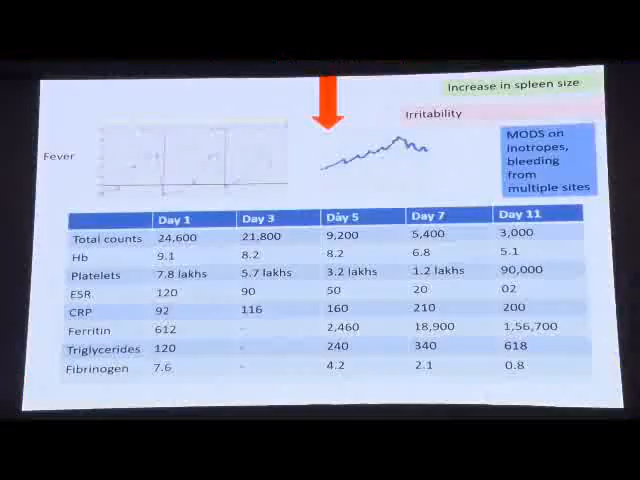 Increase in spleen size
Irritability
Fever
MODS on
inotropes,
bleeding
from
multiple sites
Day 1 Day 3 Day 5 Day 7 Day 11
Total counts 24,600 21,800 9,200 5,400 3,000
Hb 9.1 8.2 8.2 6.8 5.1
Platelets 7.8 lakhs 5.7 lakhs 3.2 lakhs 1.2 lakhs 90,000
ESR 120 90 50 20 02
CRP 92 116 160 210 200
Ferritin 612 - 2,460 18,900 1,56,700
Triglycerides 120 - 240 340 618
Fibrinogen 7.6 - 4.2 2.1 0.8